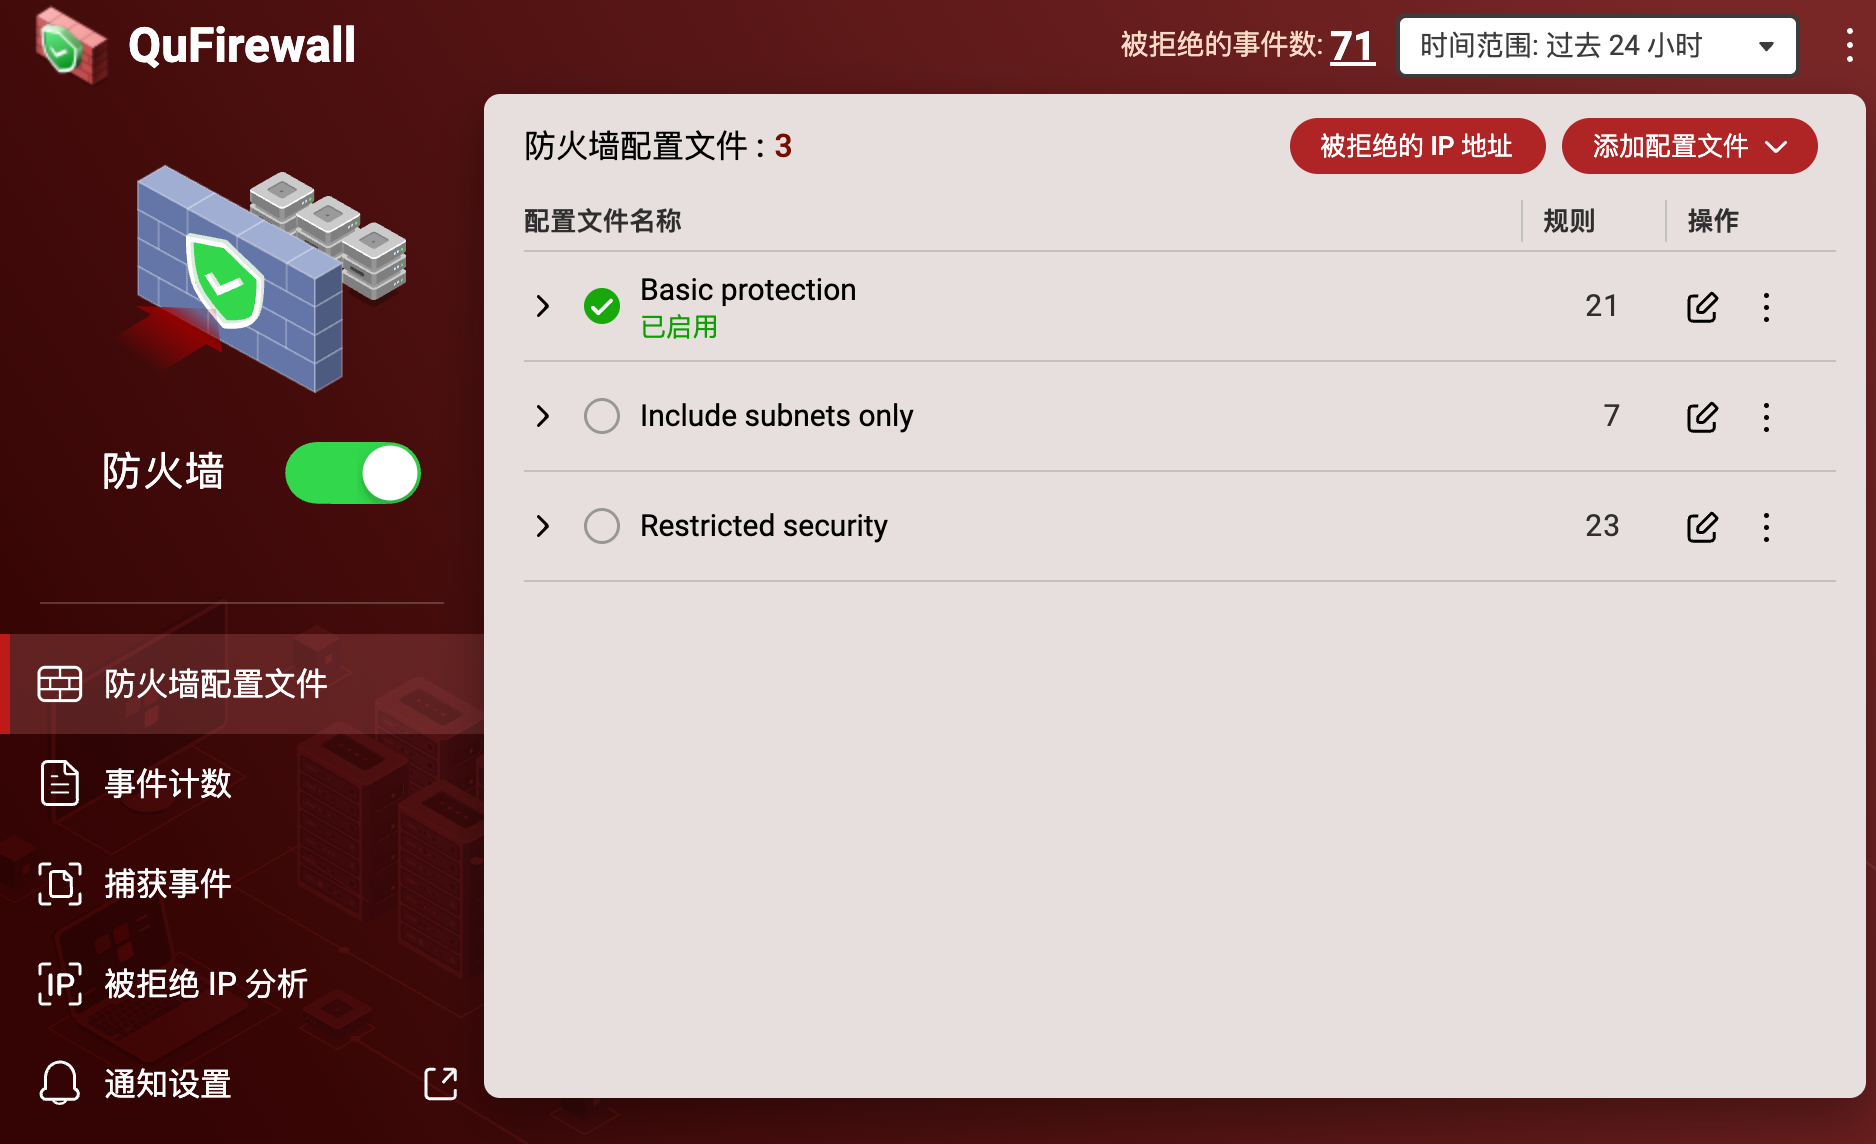 QuFirewall
被拒绝的事件数: 71
时间范围: 过去 24 小时
防火墙
防火墙配置文件
事件计数
捕获事件
IP 被拒绝 IP 分析
通知设置
防火墙配置文件 : 3
被拒绝的 IP 地址
添加配置文件
配置文件名称 规则 操作
Basic protection 21
已启用
Include subnets only 7
Restricted security 23